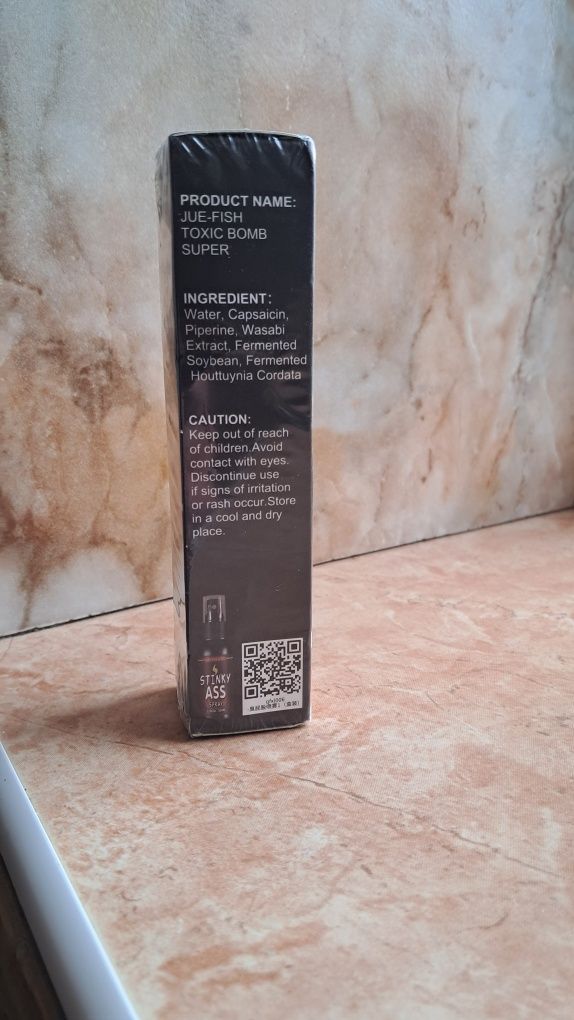 PRODUCT NAME:
JUE-FISH
TOXIC BOMB
SUPER
INGREDIENT:
Water, Capsaicin,
Piperine, Wasabi
Extract, Fermented
Soybean, Fermented
Houttuynia Cordata
CAUTION:
Keep out of reach
of children.Avoid
contact with eyes.
Discontinue use
if signs of irritation
or rash occur.Store
in a cool and dry
place.
STINKY
ASS
SPRAY